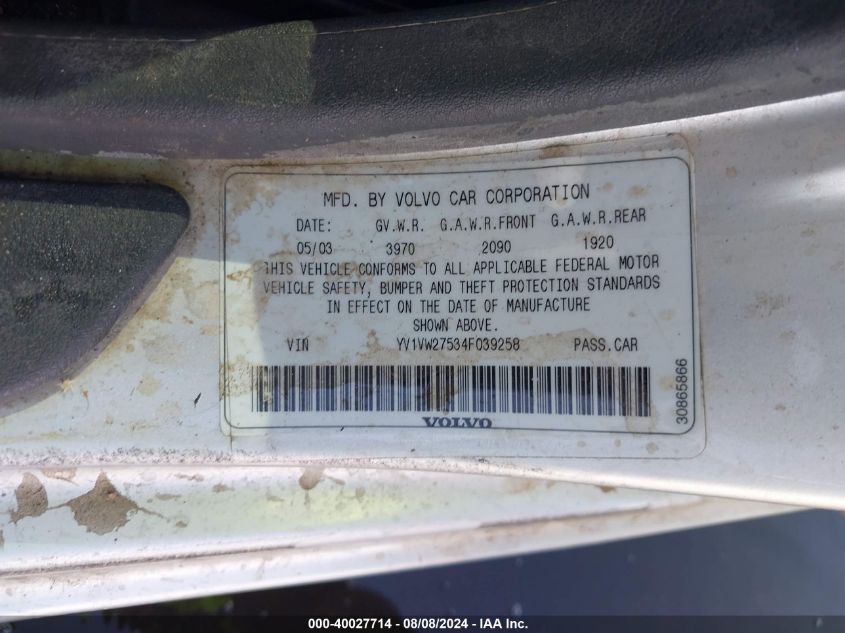 MFD. BY VOLVO CAR CORPORATION
DATE: GV.W.R. G.A.W.R.FRONT G.A.W.R.REAR
05/03 3970 2090 1920
THIS VEHICLE CONFORMS TO ALL APPLICABLE FEDERAL MOTOR
VEHICLE SAFETY, BUMPER AND THEFT PROTECTION STANDARDS
IN EFFECT ON THE DATE OF MANUFACTURE
SHOWN ABOVE.
VIN YV1VW27534F039258 PASS.CAR
30865866
VOLVO
000-40027714 - 08/08/2024 - IAA Inc.